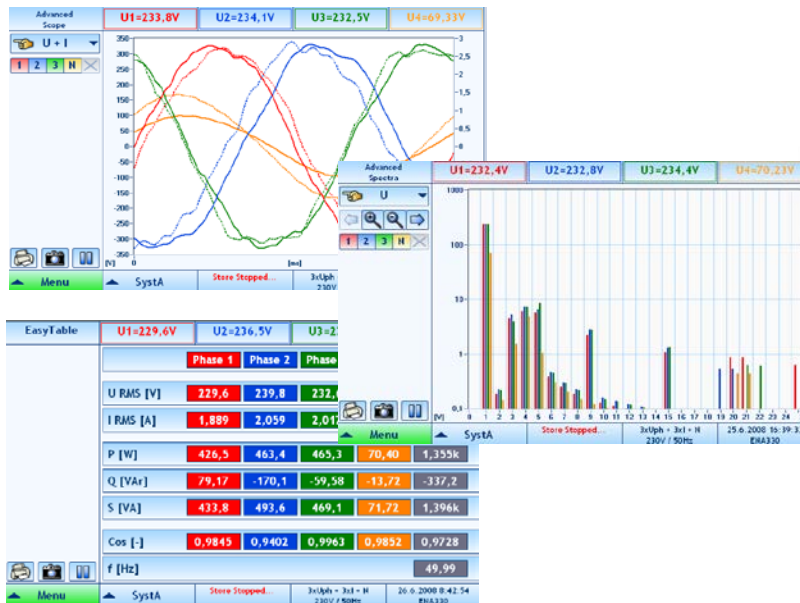 Advanced
Scope
U1=233,8V
U2=234,1V
U3=232,5V
U4=69,33V
U + I
1 2 3 N
350
300
250
200
150
100
50
0
-50
-100
-150
-200
-250
-300
-350
3
2,5
2
1,5
1
0,5
0
[V]
0
[ms]
Menu
SystA
Store Stopped...
3xUph
230V
Advanced
Spectra
U1=232,4V
U2=232,8V
U3=234,4V
U4=70,23V
U
1 2 3 N
1000
100
10
1
0,1
[V]
0 1 2 3 4 5 6 7 8 9 10 11 12 13 14 15 16 17 18 19 20 21 22 23 24
Menu
SystA
Store Stopped...
3xUph + 3xI + N
230V / 50Hz
25.6.2008 16:39:3
ENA330
EasyTable
U1=229,6V
U2=236,5V
U3=23
Phase 1 Phase 2 Phase
U RMS [V] 229,6 239,8 232,
I RMS [A] 1,889 2,059 2,01
P [W] 426,5 463,4 465,3 70,40 1,355k
Q [VAr] 79,17 -170,1 -59,58 -13,72 -337,2
S [VA] 433,8 493,6 469,1 71,72 1,396k
Cos [-] 0,9845 0,9402 0,9963 0,9852 0,9728
f [Hz] 49,99
Menu
SystA
Store Stopped...
3xUph + 3xI + N
230V / 50Hz
26.6.2008 8:42:54
ENA330